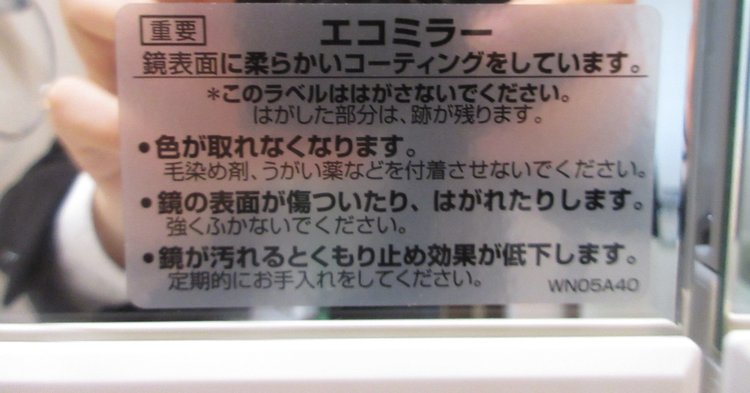 重要 エコミラー
鏡表面に柔らかいコーティングをしています。
*このラベルははがさないでください。
はがした部分は、跡が残ります。
•色が取れなくなります。
毛染め剤、うがい薬などを付着させないでください。
•鏡の表面が傷ついたり、はがれたりします。
強くふかないでください。
•鏡が汚れるとくもり止め効果が低下します。
定期的にお手入れをしてください。 WN05A40